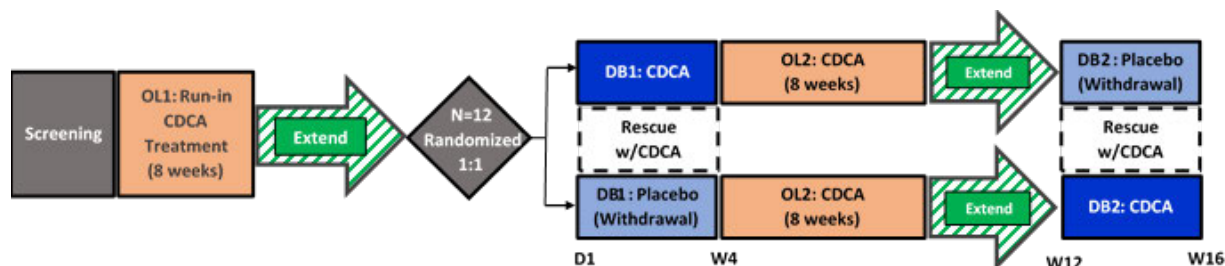 Screening
OL1: Run-in
CDCA
Treatment
(8 weeks)
Extend
N=12
Randomized
1:1
DB1: CDCA
OL2: CDCA
(8 weeks)
Extend
DB2: Placebo
(Withdrawal)
Rescue
w/CDCA
Rescue
w/CDCA
DB1: Placebo
(Withdrawal)
OL2: CDCA
(8 weeks)
Extend
DB2: CDCA
D1
W4
W12
W16